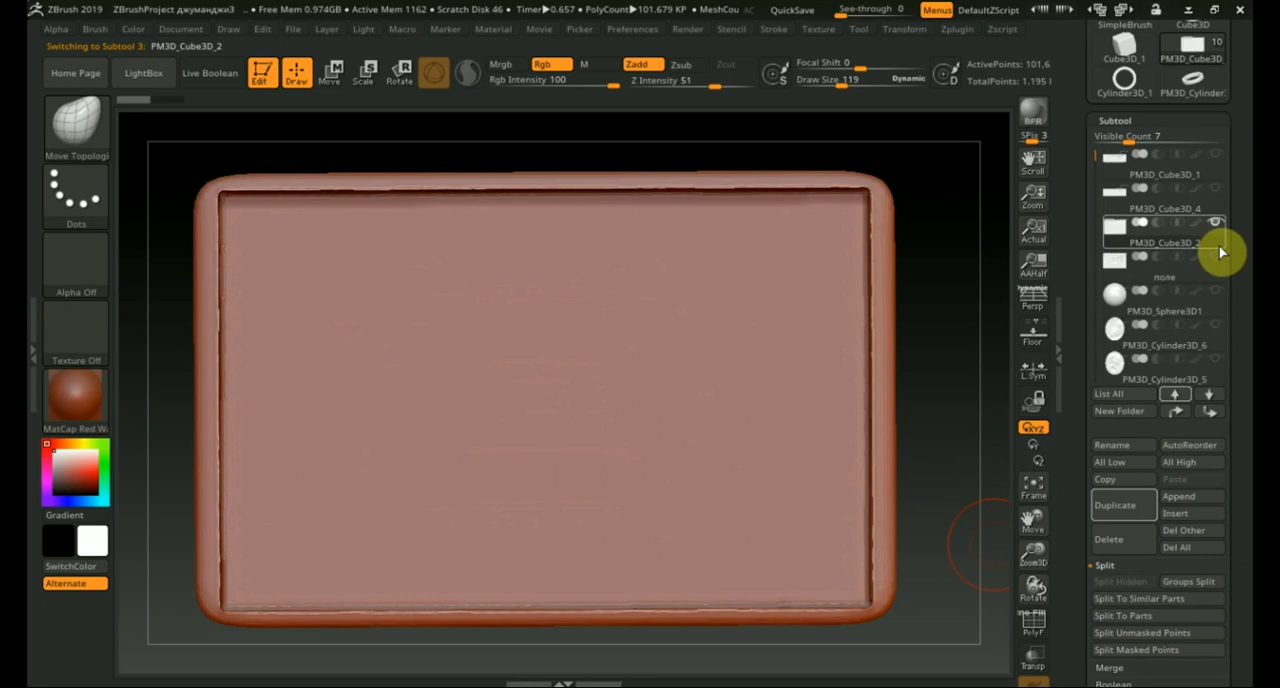 ZBrush 2019 ZBrushProject джуманджи3 .. • Free Mem 0.974GB • Active Mem 1162 • Scratch Disk 46 • Timer▶0.657 • PolyCount▶101.679 KP • MeshCou AC QuickSave See-through 0 Menus DefaultZScript
Alpha Brush Color Document Draw Edit File Layer Light Macro Marker Material Movie Picker Preferences Render Stencil Stroke Texture Tool Transform Zplugin Zscript
Switching to Subtool 3: PM3D_Cube3D_2
Home Page LightBox Live Boolean Edit Draw Move Scale Rotate
Mrgb Rgb M Zadd Zsub Zcut
Rgb Intensity 100 Z Intensity 51
Focal Shift 0
Draw Size 119 Dynamic
ActivePoints: 101,6
TotalPoints: 1.195 l
Move Topologi
Dots
Alpha Off
Texture Off
MatCap Red W
Gradient
SwitchColor
Alternate
BPR
SPix 3
Scroll
Zoom
Actual
AAHalf
Dynamic
Persp
Floor
L.Sym
XYZ
Frame
Move
Zoom3D
Rotate
PolyF
Transp
SimpleBrush Cube3D
10
Cube3D_1 PM3D_Cube3D_
Cylinder3D_1 PM3D_Cylinder
Subtool
Visible Count 7
PM3D_Cube3D_1
PM3D_Cube3D_4
PM3D_Cube3D_2
поле
PM3D_Sphere3D1
PM3D_Cylinder3D_6
PM3D_Cylinder3D_5
List All
New Folder
Rename AutoReorder
All Low All High
Copy Paste
Duplicate Append
Insert
Delete Del Other
Del All
Split
Split Hidden Groups Split
Split To Similar Parts
Split To Parts
Split Unmasked Points
Split Masked Points
Merge
Boolean